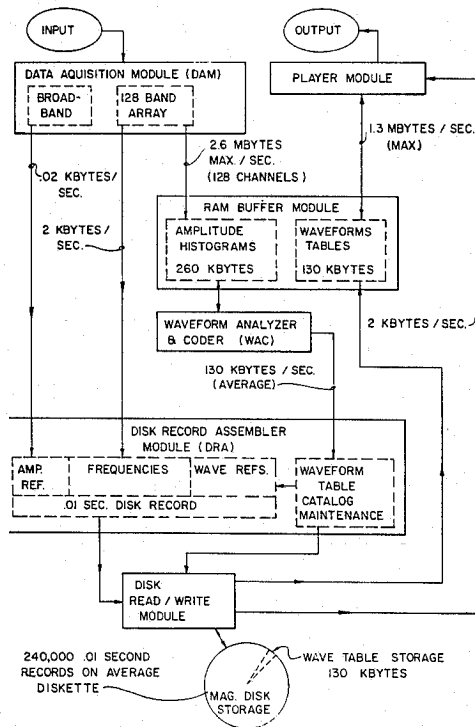 INPUT
OUTPUT
DATA AQUISITION MODULE (DAM)
BROAD-
BAND
128 BAND
ARRAY
PLAYER MODULE
.02 KBYTES/
SEC.
2.6 MBYTES
MAX. / SEC.
(128 CHANNELS)
1.3 MBYTES / SEC.
(MAX)
2 KBYTES/
SEC.
RAM BUFFER MODULE
AMPLITUDE
HISTOGRAMS
260 KBYTES
WAVEFORMS
TABLES
130 KBYTES
WAVEFORM ANALYZER
& CODER (WAC)
2 KBYTES / SEC.
130 KBYTES / SEC.
(AVERAGE)
DISK RECORD ASSEMBLER
MODULE (DRA)
AMP.
REF.
FREQUENCIES
WAVE REFS.
.01 SEC. DISK RECORD
WAVEFORM
TABLE
CATALOG
MAINTENANCE
DISK
READ / WRITE
MODULE
240,000 .01 SECOND
RECORDS ON AVERAGE
DISKETTE
WAVE TABLE STORAGE
130 KBYTES
MAG. DISK
STORAGE